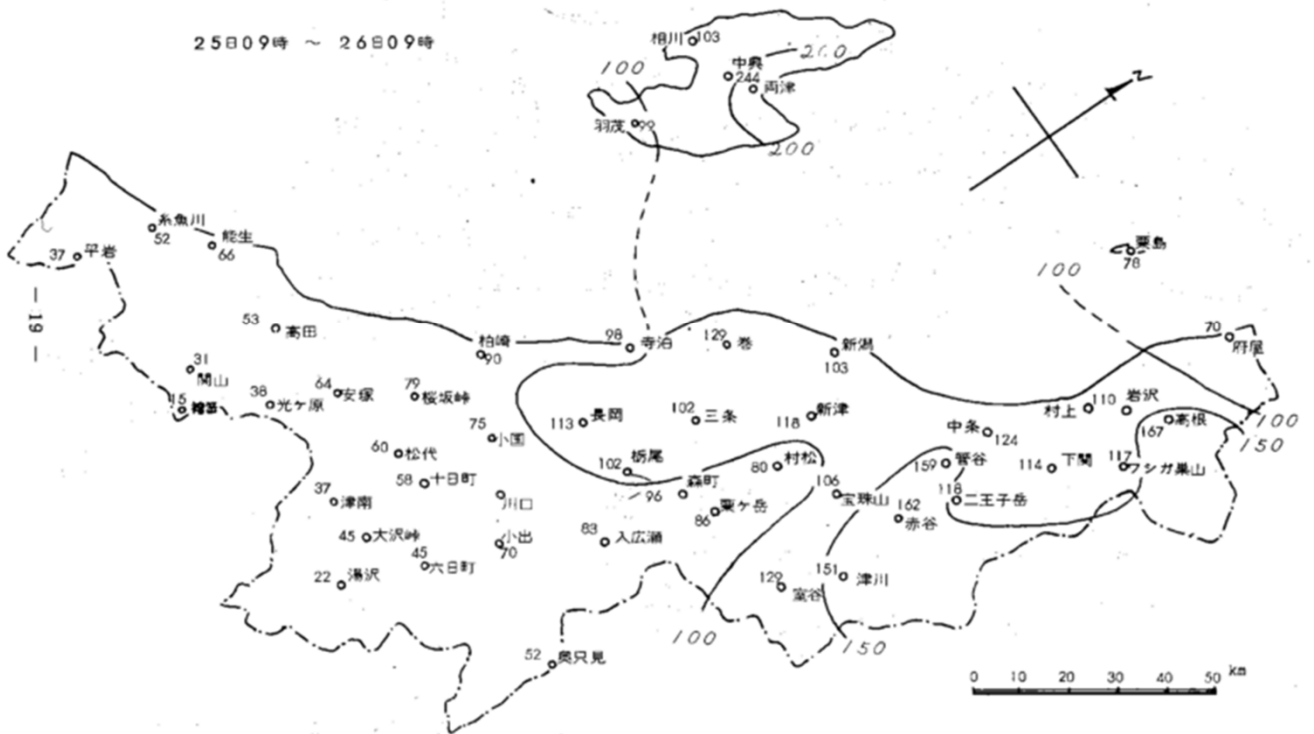 25日09時 ～ 26日09時
相川 103
200
中興
244
両津
100
羽茂 99
200
N
糸魚川
52
能生
66
37 平岩
粟島
78
100
— 19 —
53 高田
柏崎
90
98 寺泊
129 巻
新潟
103
70
府屋
31
関山
15
38 光ヶ原
64 安塚
79
桜坂峠
113 長岡
102 三条
118 新津
村上 110 岩沢
167 高根
100
150
75 小国
中条
124
60 松代
栃尾
102
80 村松
159 菅谷
114 下関
117
ワシガ巣山
58 十日町
96 森町
106
宝珠山
118
二王子岳
37
津南
川口
86 粟ヶ岳
162
赤谷
45 大沢峠
小出
70
83 入広瀬
45
六日町
22 湯沢
129
室谷
151 津川
100
150
52 奥只見
0 10 20 30 40 50 km